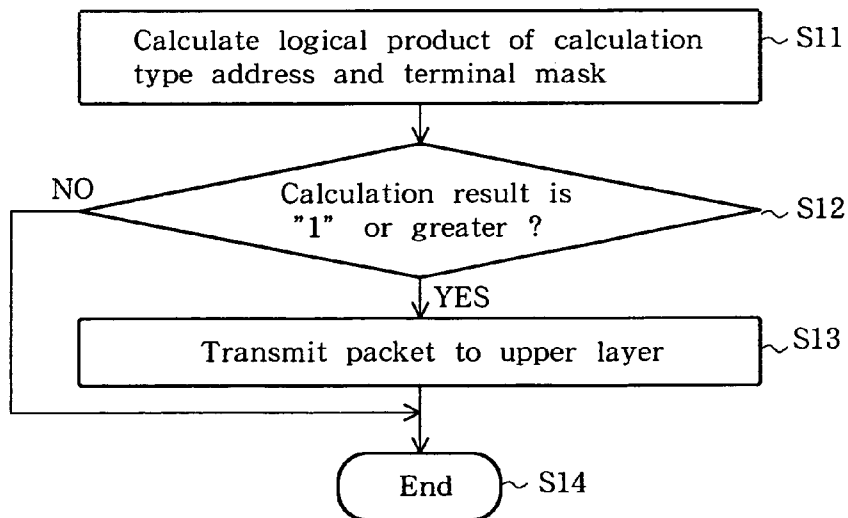 Calculate logical product of calculation
type address and terminal mask
S11
NO
Calculation result is
"1" or greater ?
S12
YES
Transmit packet to upper layer
S13
End
S14